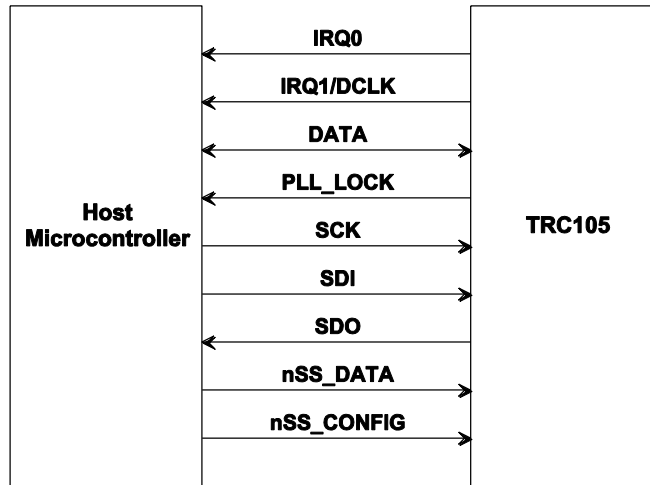 IRQ0
IRQ1/DCLK
DATA
PLL_LOCK
Host
Microcontroller
SCK
TRC105
SDI
SDO
nSS_DATA
nSS_CONFIG